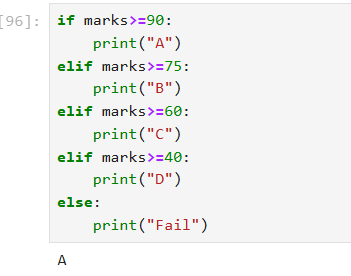 [96]:
if marks>=90:
    print("A")
elif marks>=75:
    print("B")
elif marks>=60:
    print("C")
elif marks>=40:
    print("D")
else:
    print("Fail")
A